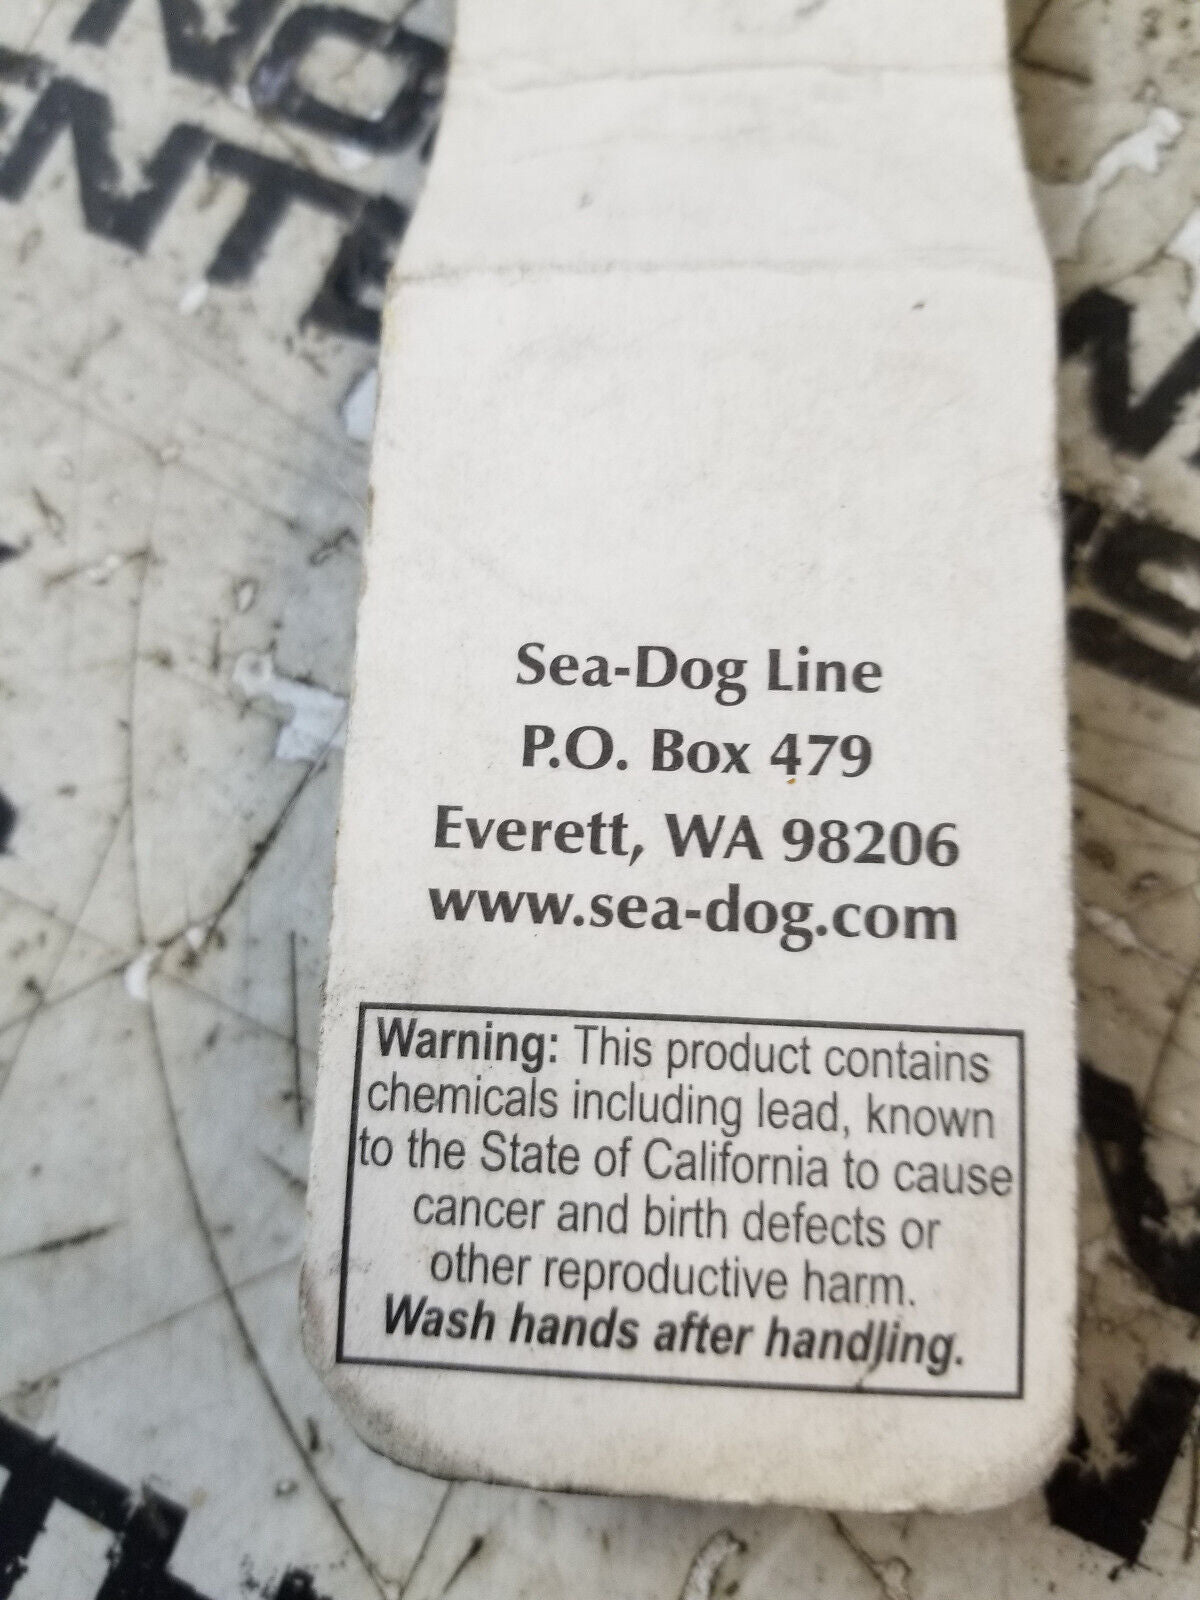 Sea-Dog Line
P.O. Box 479
Everett, WA 98206
www.sea-dog.com
Warning: This product contains
chemicals including lead, known
to the State of California to cause
cancer and birth defects or
other reproductive harm.
Wash hands after handling.